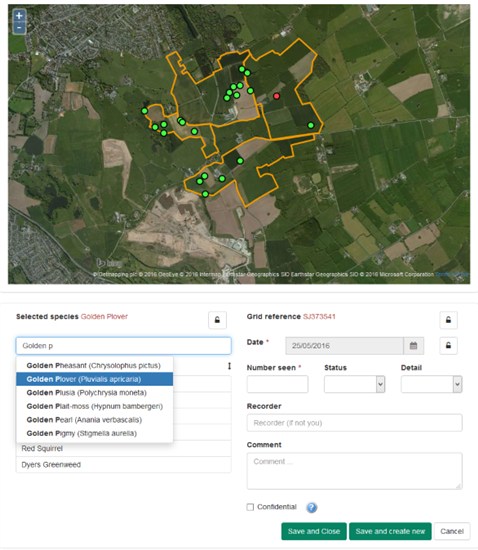 +
−
bing
© Getmapping plc © 2016 GeoEye © 2016 Intermap Earthstar Geographics SIO Earthstar Geographics SIO © 2016 Microsoft Corporation
Selected species Golden Plover
Golden p
Golden Pheasant (Chrysolophus pictus)
Golden Plover (Pluvialis apricaria)
Golden Plusia (Polychrysia moneta)
Golden Plait-moss (Hypnum bambergeri)
Golden Pearl (Anania verbascalis)
Golden Pigmy (Stigmella aurella)
Red Squirrel
Dyers Greenweed
Grid reference SJ373541
Date *
25/05/2016
Number seen * Status Detail
Recorder
Recorder (if not you)
Comment
Comment ...
Confidential ?
Save and Close Save and create new Cancel